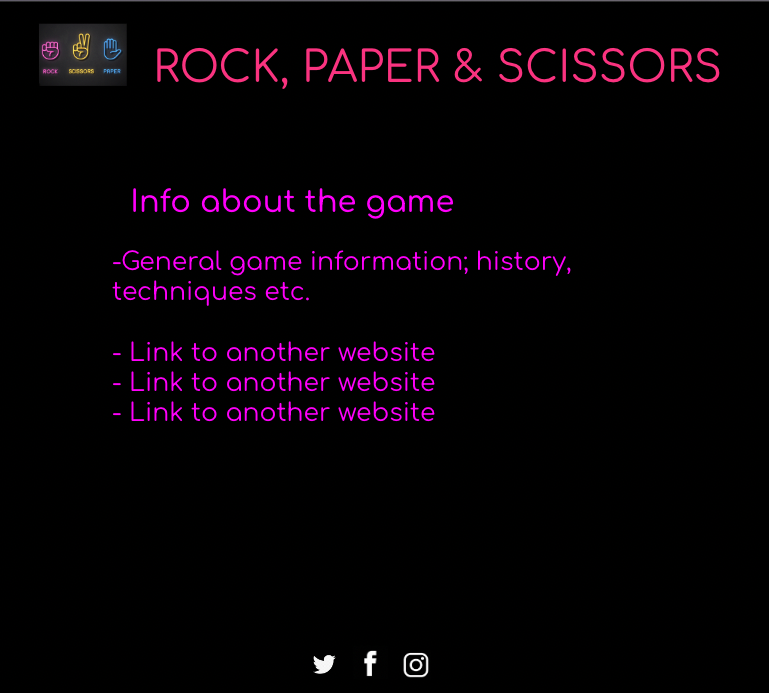 ROCK SCISSORS PAPER
ROCK, PAPER & SCISSORS
Info about the game
-General game information; history,
techniques etc.
- Link to another website
- Link to another website
- Link to another website